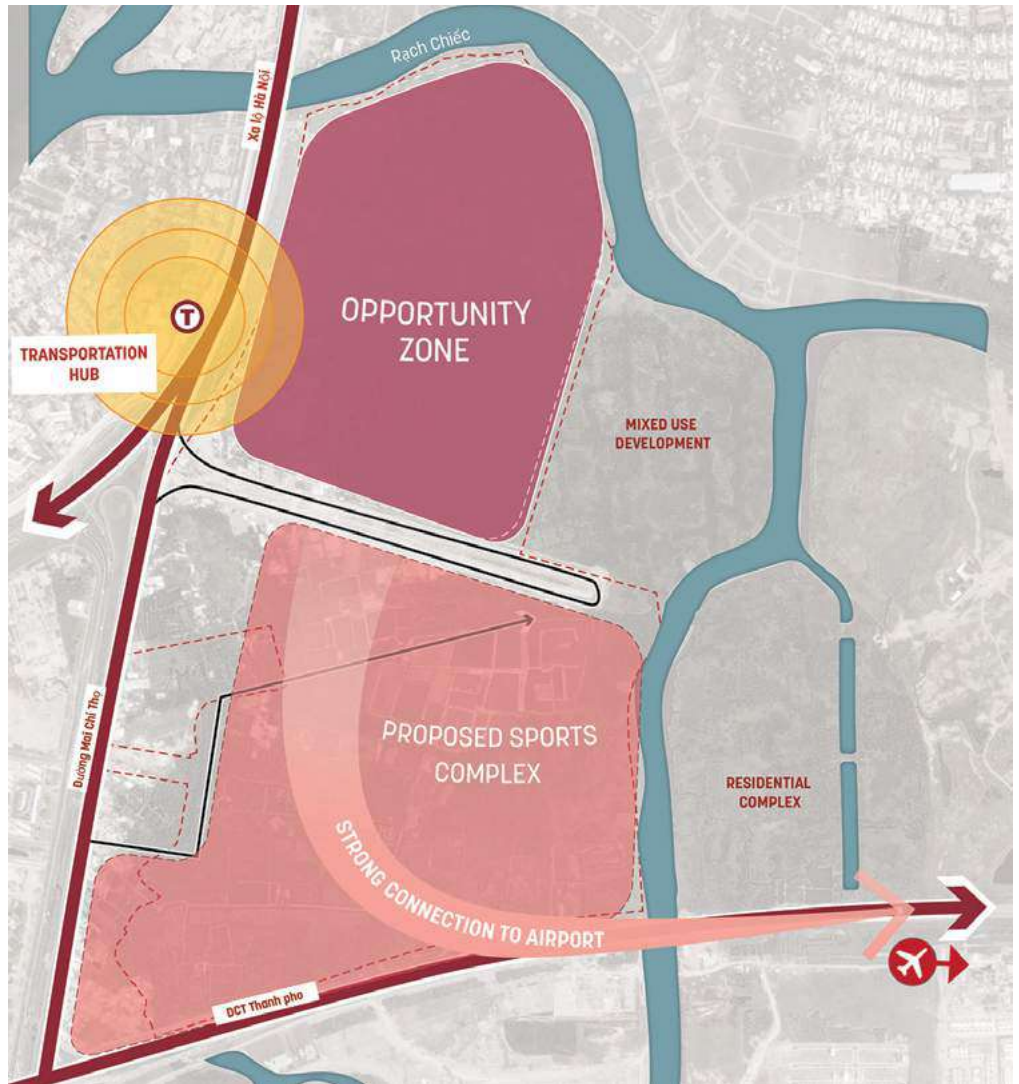 Rạch Chiếc
Xa lộ Hà Nội
OPPORTUNITY
ZONE
T
TRANSPORTATION
HUB
MIXED USE
DEVELOPMENT
PROPOSED SPORTS
COMPLEX
Đường Mai Chí Thọ
RESIDENTIAL
COMPLEX
STRONG CONNECTION TO AIRPORT
DCT Thanh pho